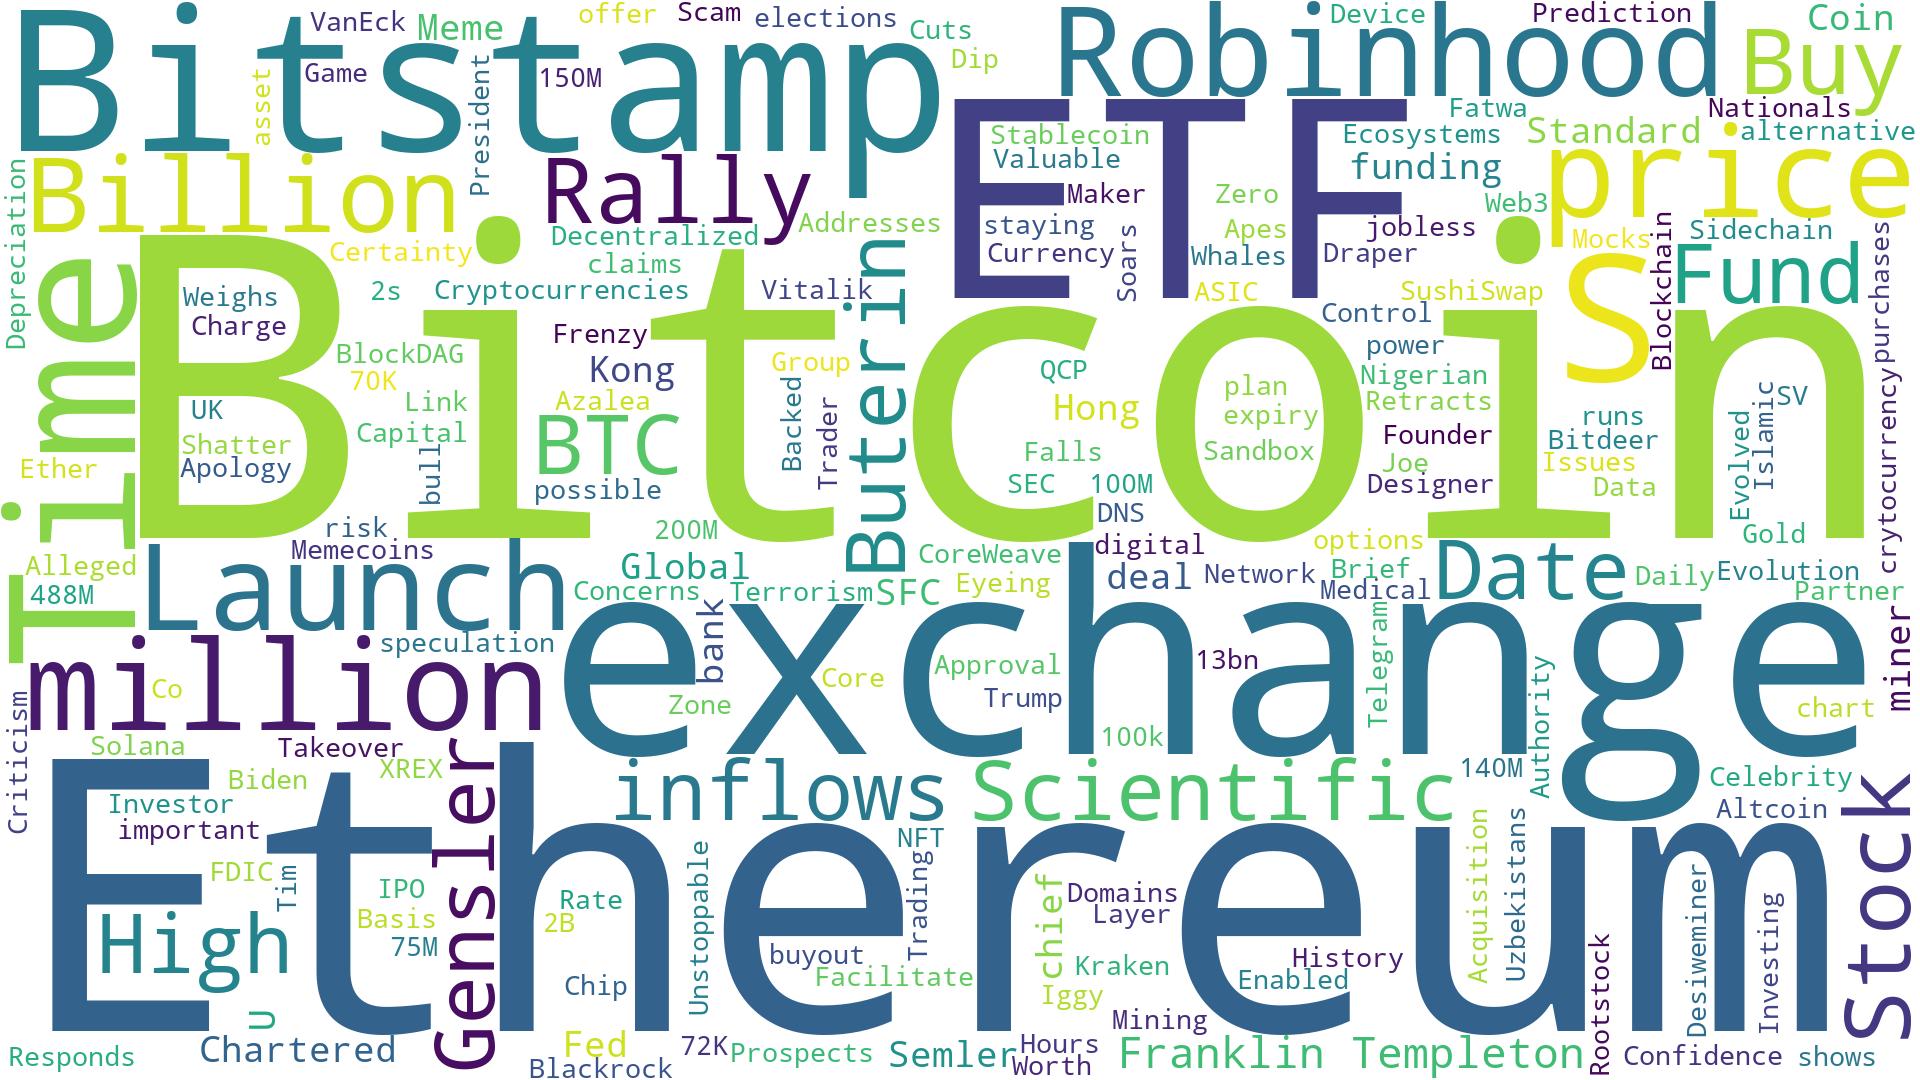 Bitstamp
VanEck
Meme
offer
Scam
elections
Cuts
Dip
Robinhood
Device
Prediction
Coin
Buy
Game
150M
asset
President
ETF
Fatwa
Nationals
Stablecoin
Ecosystems
Standard
alternative
Valuable
funding
price
Depreciation
Billion
Rally
Maker
Zero
Web3
Addresses
staying
Apes
jobless
Mocks
Sidechain
Decentralized
Certainty
claims
Currency
Soars
Whales
Draper
Blockchain
Fund
purchases
Time
Bitcoin
Weighs
Charge
2s
Cryptocurrencies
Vitalik
Buterin
ASIC
SushiSwap
S
Control
Frenzy
BlockDAG
Kong
Group
power
70K
Link
Azalea
QCP
plan
Nigerian
UK
Capital
BTC
Backed
Trader
Hong
expiry
Retracts
runs
Evolved
Islamic
SV
Shatter
Apology
bull
Falls
Sandbox
Founder
Bitdeer
Joe
Issues
Ether
possible
SEC
100M
Designer
Data
crytocurrency
risk
200M
DNS
Gold
Memecoins
digital
options
Alleged
Launch
Global
CoreWeave
deal
Network
Brief
Date
Daily
Evolution
488M
Concerns
Terrorism
SFC
Eyeing
Medical
Partner
speculation
bank
exchange
miner
million
Co
Zone
Core
Approval
13bn
Telegram
Authority
Trump
chart
Criticism
Solana
Takeover
100k
XREX
Biden
inflows
Scientific
140M
Celebrity
Investor
important
Gensler
NFT
Altcoin
Stock
Ethereum
FDIC
Tim
IPO
Rate
Unstoppable
Trading
chief
Domains
Layer
Acquisition
Uzbekistans
Desiweminer
Investing
High
Basis
2B
75M
buyout
Kraken
History
Chip
Facilitate
Iggy
Enabled
Rootstock
U
Mining
Responds
Chartered
Fed
72K
Prospects
Semler
Hours
Franklin Templeton
Confidence
shows
Blackrock
Worth